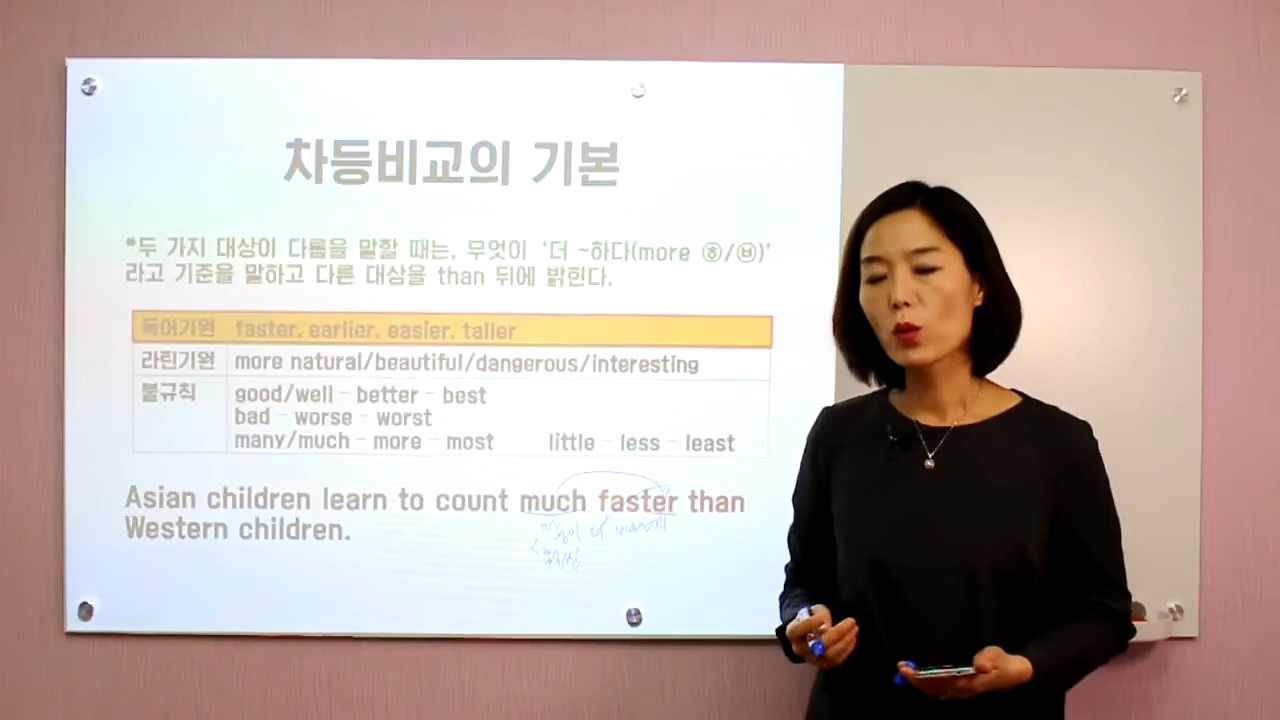 차등비교의 기본
*두 가지 대상이 다름을 말할 때는, 무엇이 ‘더 ~하다(more ㉻/㉥)’
라고 기준을 말하고 다른 대상을 than 뒤에 밝힌다.
독어기원 faster, earlier, easier, taller
라틴기원 more natural/beautiful/dangerous/interesting
불규칙 good/well - better - best
bad - worse - worst
many/much - more - most little - less - least
Asian children learn to count much faster than
Western children.